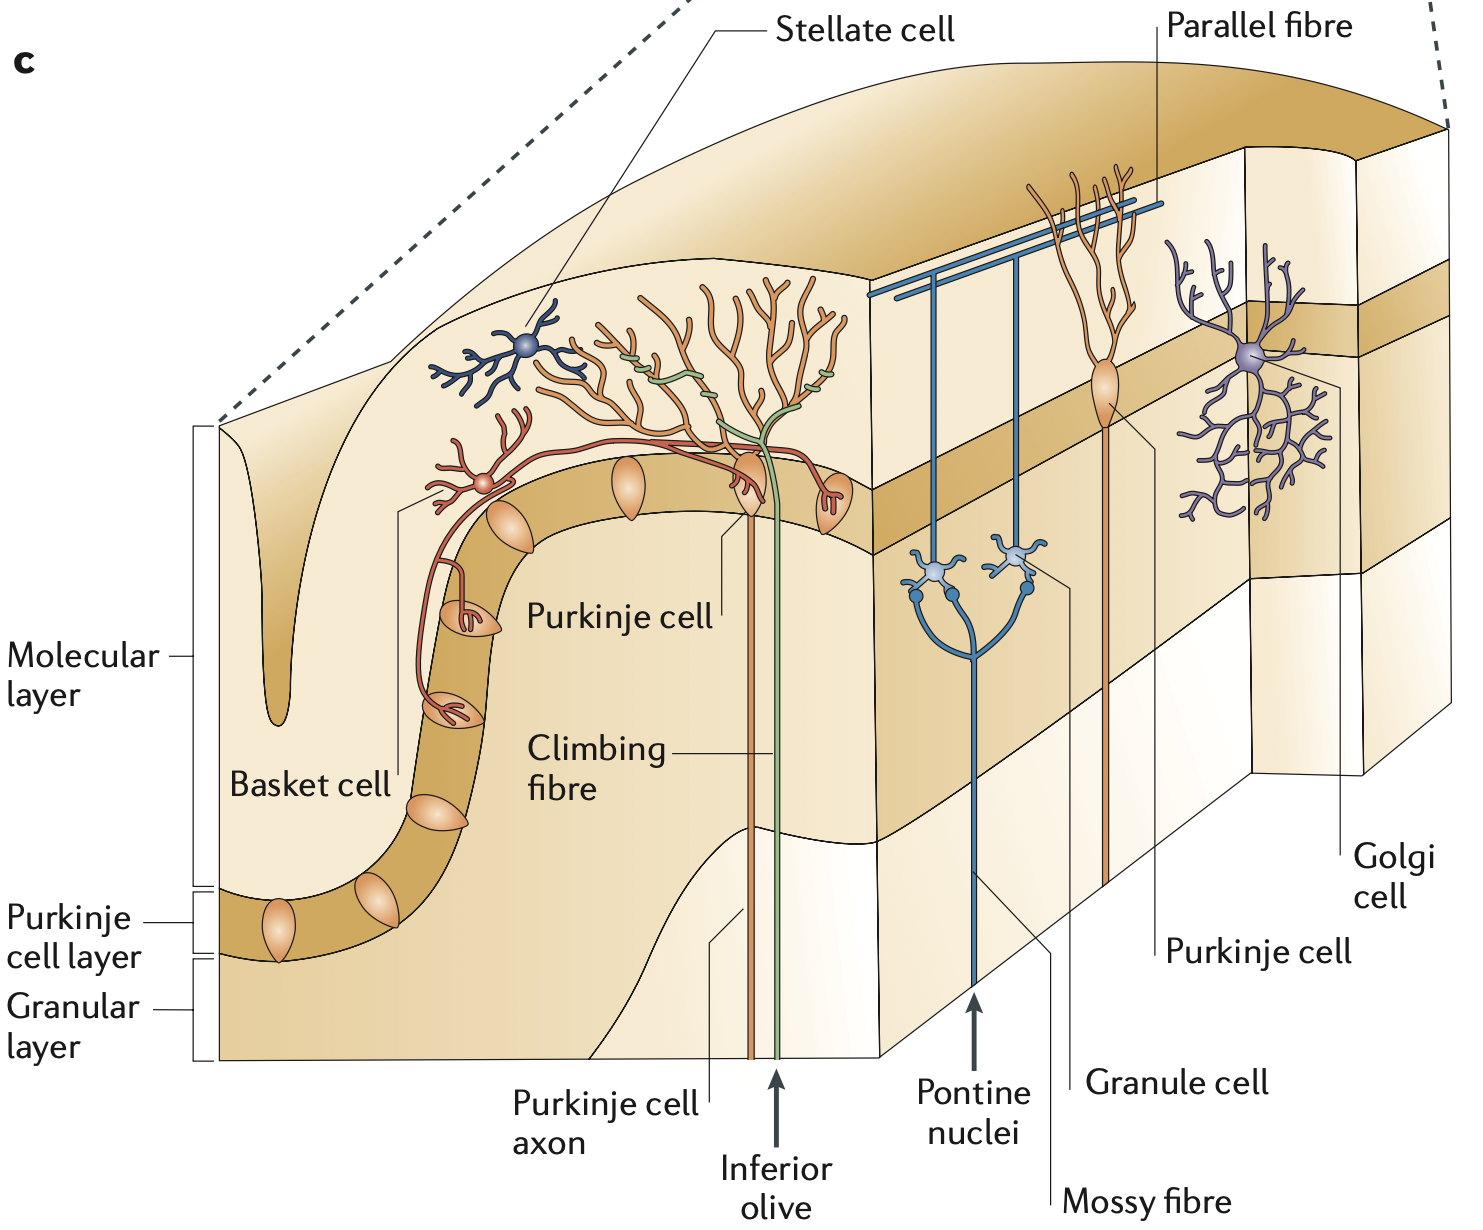 c
Stellate cell
Parallel fibre
Purkinje cell
Molecular
layer
Climbing
fibre
Basket cell
Golgi
cell
Purkinje
cell layer
Purkinje cell
Granular
layer
Purkinje cell
axon
Pontine
nuclei
Granule cell
Inferior
olive
Mossy fibre